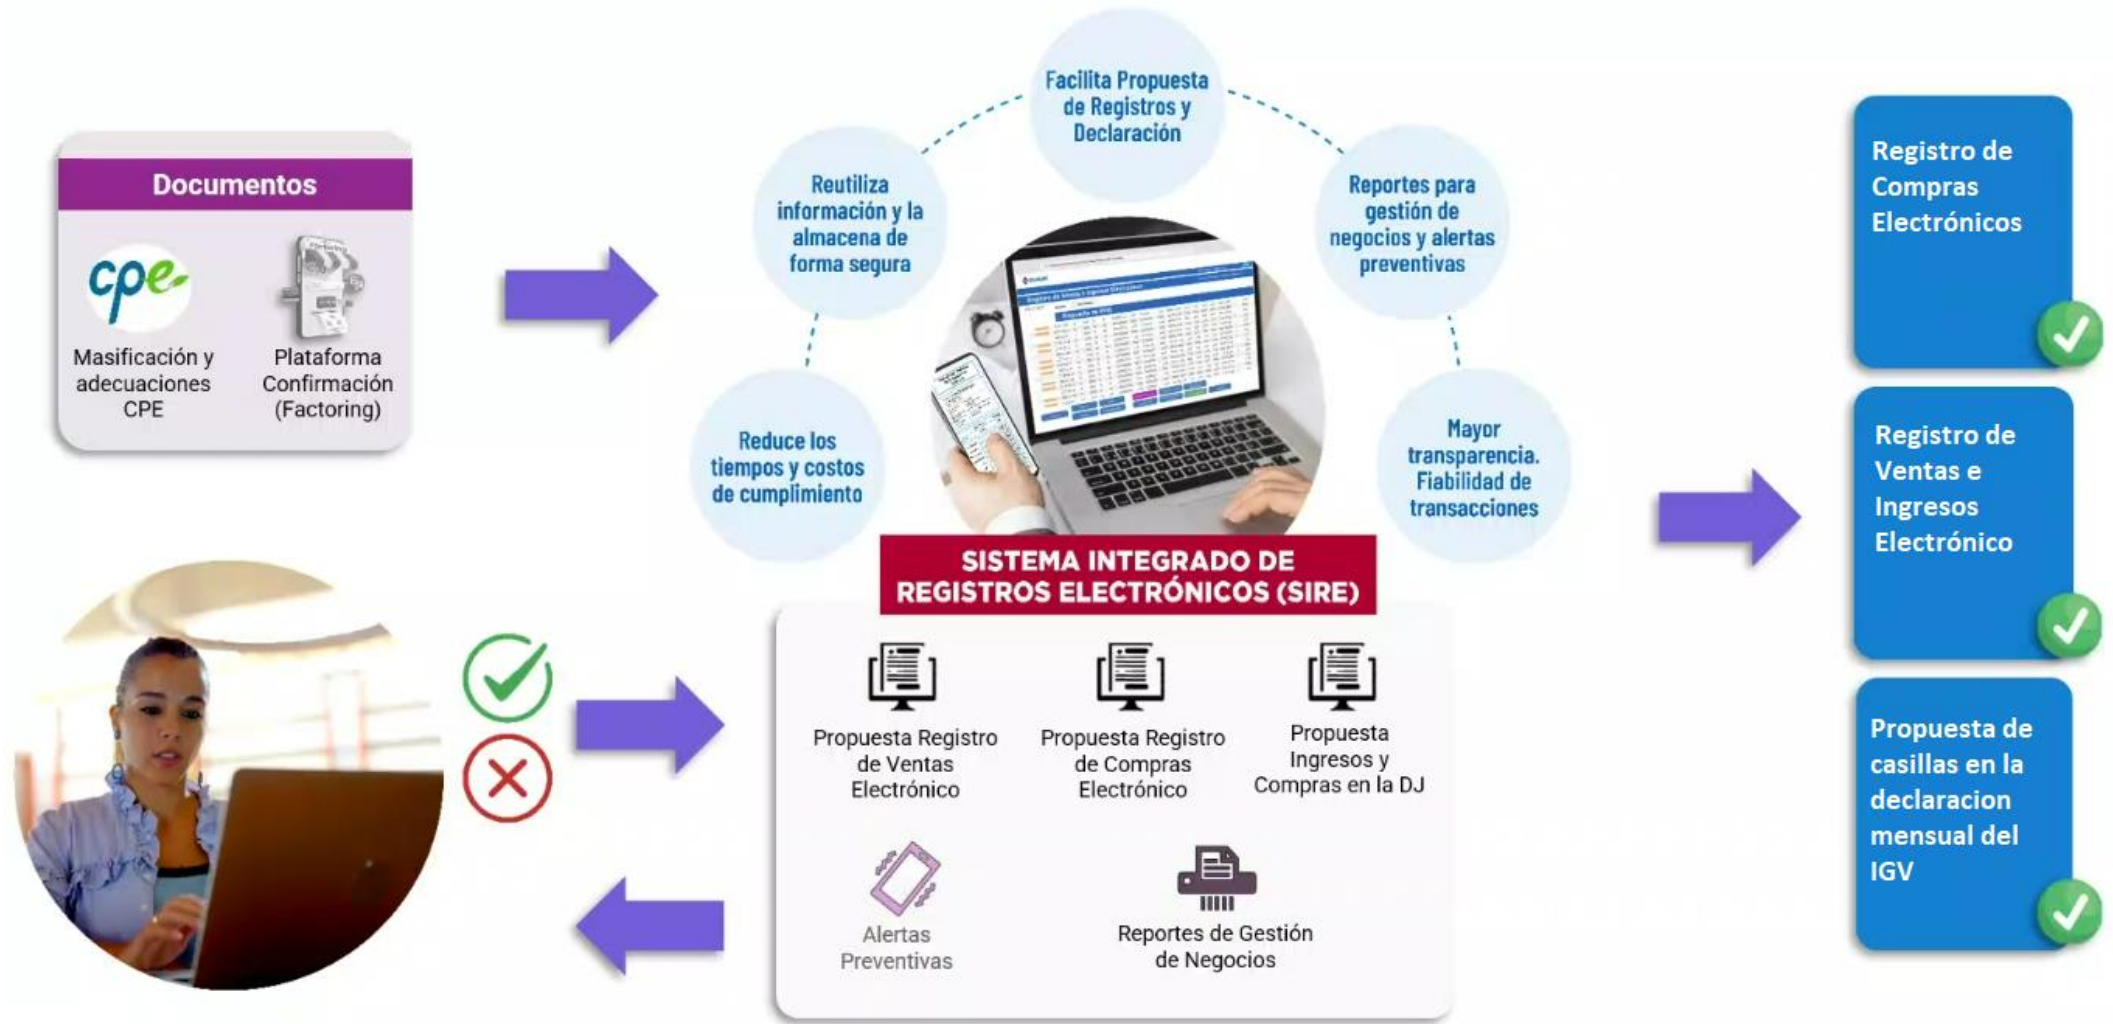 Documentos
cpe
Masificación y
adecuaciones
CPE
Plataforma
Confirmación
(Factoring)
Reduce los
tiempos y costos
de cumplimiento
Reutiliza
información y la
almacena de
forma segura
Facilita Propuesta
de Registros y
Declaración
Reportes para
gestión de
negocios y alertas
preventivas
Mayor
transparencia.
Fiabilidad de
transacciones
SISTEMA INTEGRADO DE
REGISTROS ELECTRÓNICOS (SIRE)
Propuesta Registro
de Ventas
Electrónico
Propuesta Registro
de Compras
Electrónico
Propuesta
Ingresos y
Compras en la DJ
Alertas
Preventivas
Reportes de Gestión
de Negocios
Registro de
Compras
Electrónicos
Registro de
Ventas e
Ingresos
Electrónico
Propuesta de
casillas en la
declaracion
mensual del
IGV